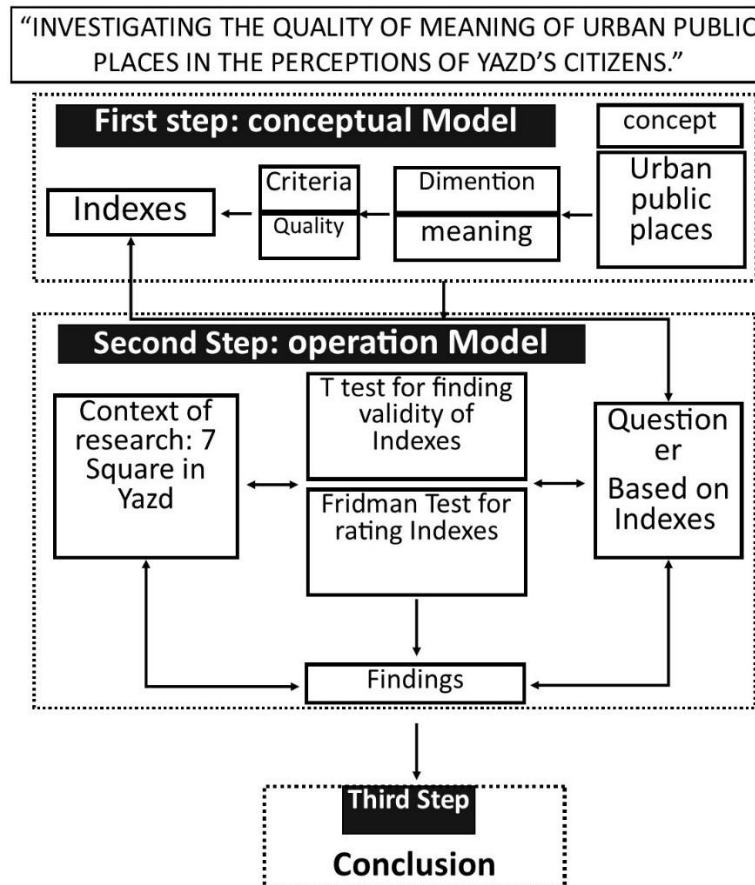 “INVESTIGATING THE QUALITY OF MEANING OF URBAN PUBLIC
PLACES IN THE PERCEPTIONS OF YAZD’S CITIZENS.”
First step: conceptual Model
concept
Urban
public
places
Dimention
meaning
Criteria
Quality
Indexes
Second Step: operation Model
Context of
research: 7
Square in
Yazd
T test for finding
validity of
Indexes
Fridman Test for
rating Indexes
Question
er
Based on
Indexes
Findings
Third Step
Conclusion